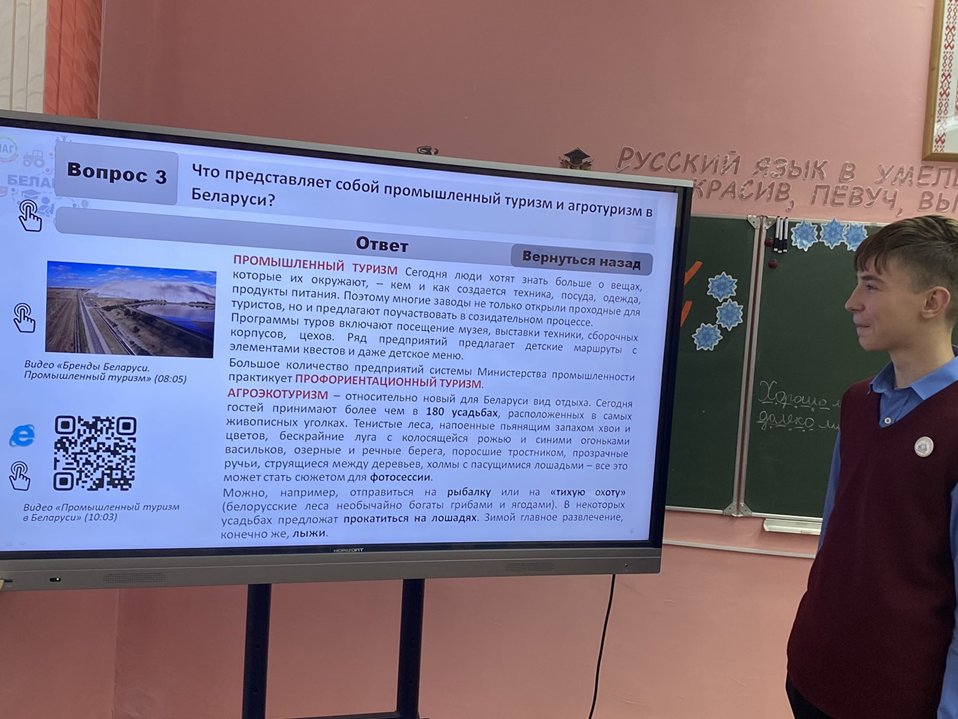 БЕЛА
Вопрос 3
Что представляет собой промышленный туризм и агротуризм в
Беларуси?
Ответ
Вернуться назад
ПРОМЫШЛЕННЫЙ ТУРИЗМ Сегодня люди хотят знать больше о вещах,
которые их окружают, – кем и как создается техника, посуда, одежда,
продукты питания. Поэтому многие заводы не только открыли проходные для
туристов, но и предлагают поучаствовать в созидательном процессе.
Программы туров включают посещение музея, выставки техники, сборочных
корпусов, цехов. Ряд предприятий предлагает детские маршруты с
элементами квестов и даже детское меню.
Большое количество предприятий системы Министерства промышленности
практикует ПРОФОРИЕНТАЦИОННЫЙ ТУРИЗМ.
АГРОЭКОТУРИЗМ – относительно новый для Беларуси вид отдыха. Сегодня
гостей принимают более чем в 180 усадьбах, расположенных в самых
живописных уголках. Тенистые леса, напоенные пьянящим запахом хвои и
цветов, бескрайние луга с колосящейся рожью и синими огоньками
васильков, озерные и речные берега, поросшие тростником, прозрачные
ручьи, струящиеся между деревьев, холмы с пасущимися лошадьми – все это
может стать сюжетом для фотосессии.
Можно, например, отправиться на рыбалку или на «тихую охоту»
(белорусские леса необычайно богаты грибами и ягодами). В некоторых
усадьбах предложат прокатиться на лошадях. Зимой главное развлечение,
конечно же, лыжи.
Видео «Бренды Беларуси.
Промышленный туризм» (08:05)
Видео «Промышленный туризм
в Беларуси» (10:03)
HORIZONT
РУССКИЙ ЯЗЫК В УМЕЛ
КРАСИВ, ПЕВУЧ, ВЫ
Хорошо
далеко